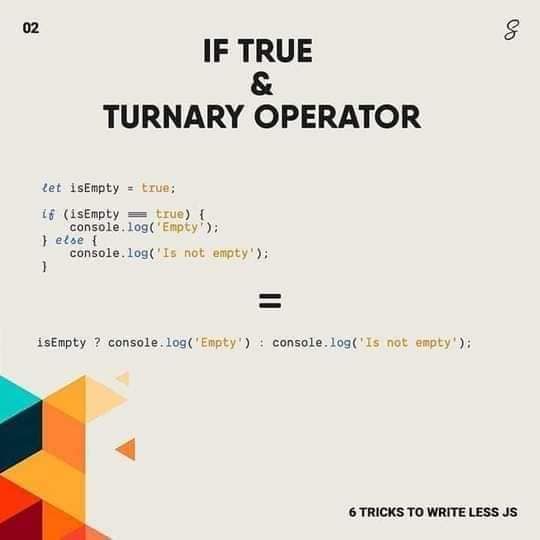 02
IF TRUE
&
TURNARY OPERATOR
let isEmpty = true;
if (isEmpty === true) {
    console.log('Empty');
} else {
    console.log('Is not empty');
}
=
isEmpty ? console.log('Empty') : console.log('Is not empty');
6 TRICKS TO WRITE LESS JS